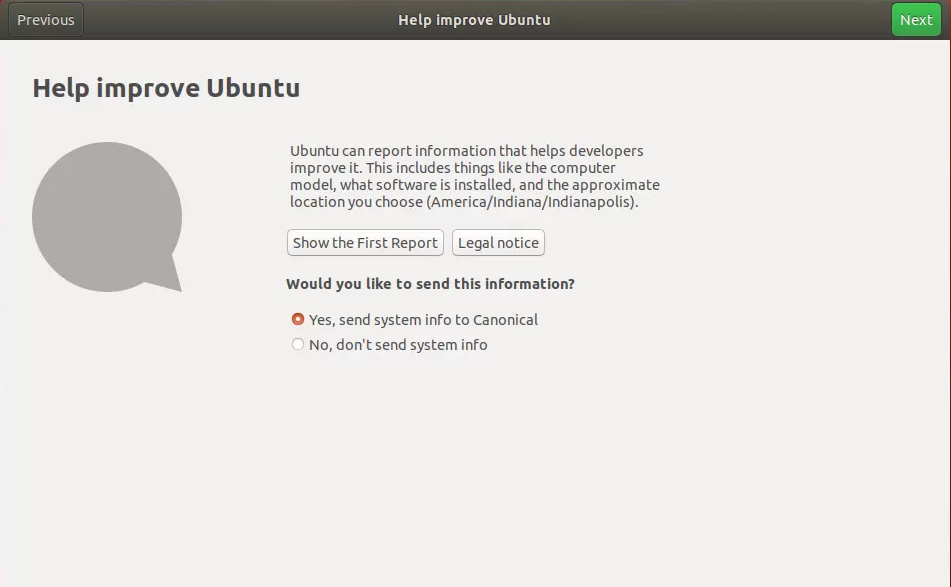 Previous
Help improve Ubuntu
Next
Help improve Ubuntu
Ubuntu can report information that helps developers
improve it. This includes things like the computer
model, what software is installed, and the approximate
location you choose (America/Indiana/Indianapolis).
Show the First Report
Legal notice
Would you like to send this information?
Yes, send system info to Canonical
No, don't send system info